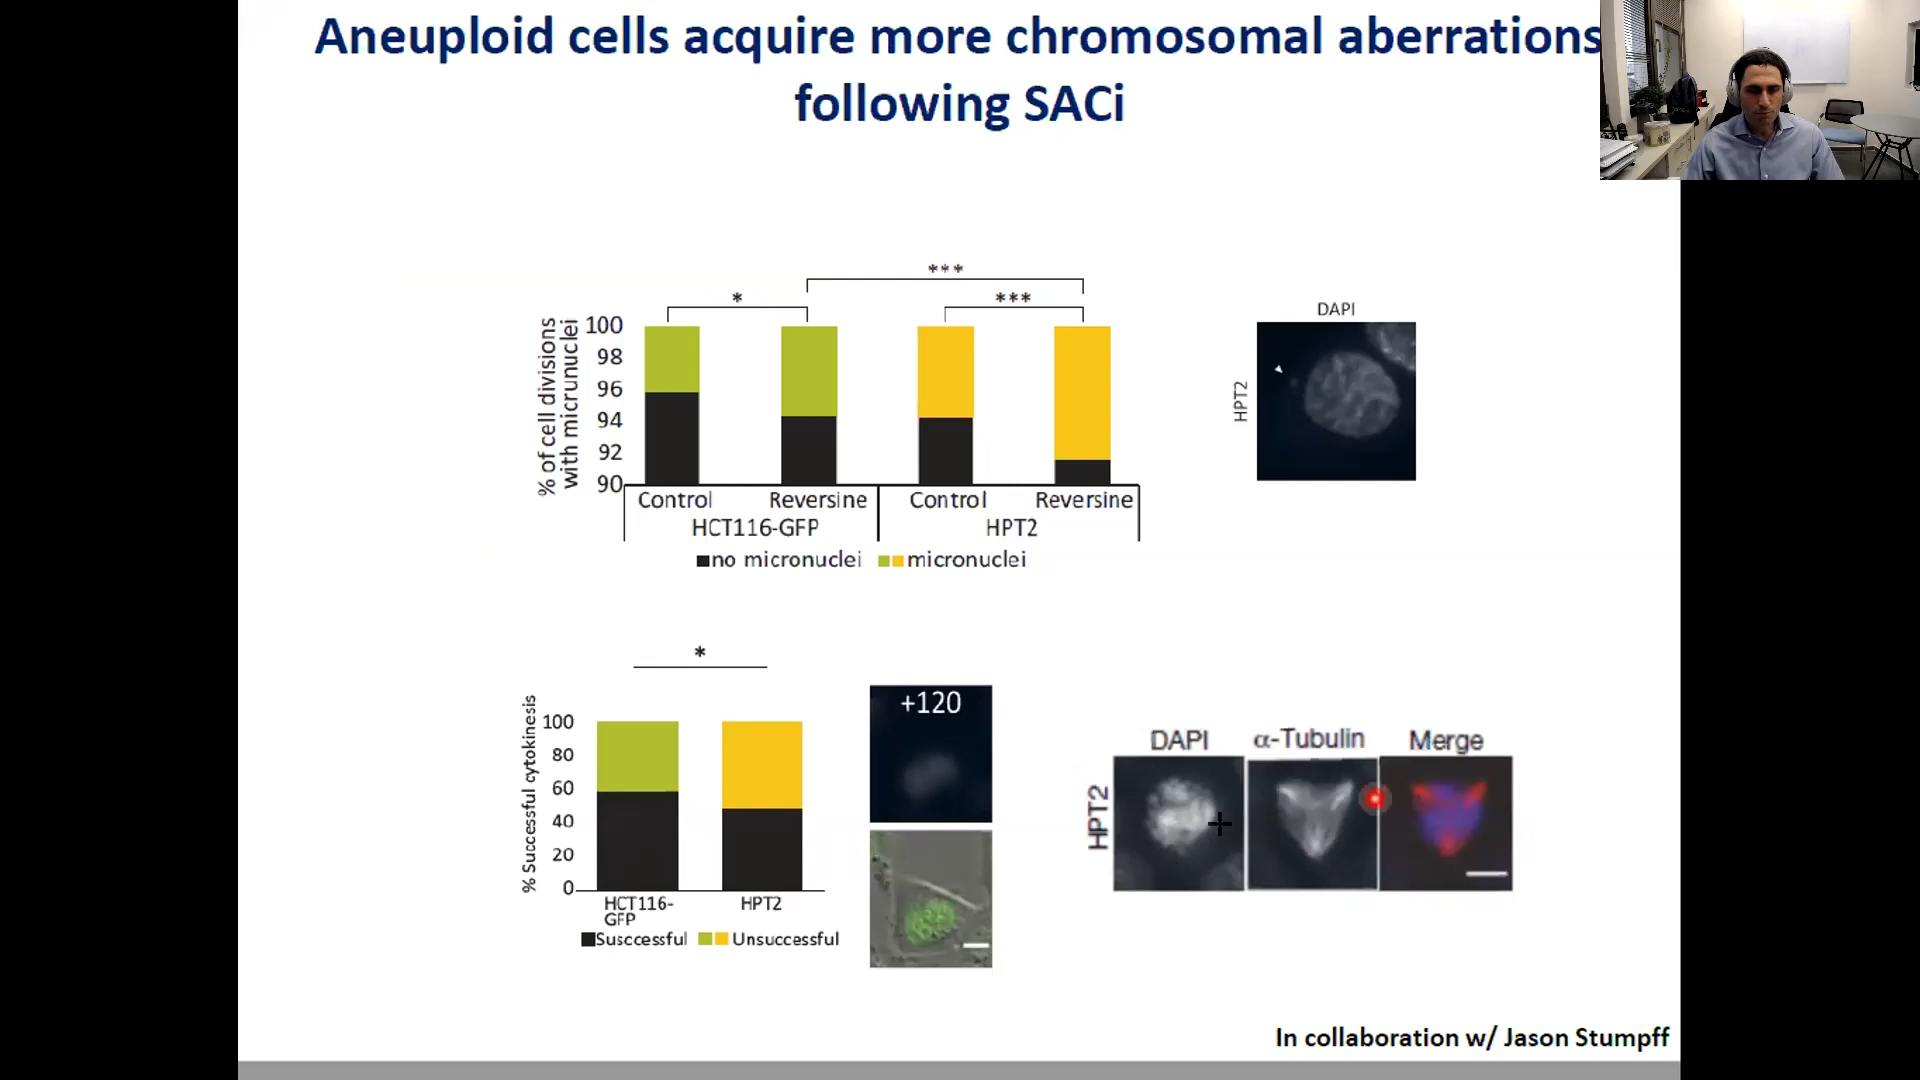 Aneuploid cells acquire more chromosomal aberrations
following SACi
***
*
***
% of cell divisions
with micrunuclei
100
98
96
94
92
90
Control
Reversine
Control
Reversine
HCT116-GFP
HPT2
no micronuclei
micronuclei
DAPI
HPT2
*
% Successful cytokinesis
100
80
60
40
20
0
HCT116-
GFP
HPT2
Susccessful
Unsuccessful
+120
DAPI
α-Tubulin
Merge
HPT2
In collaboration w/ Jason Stumpff